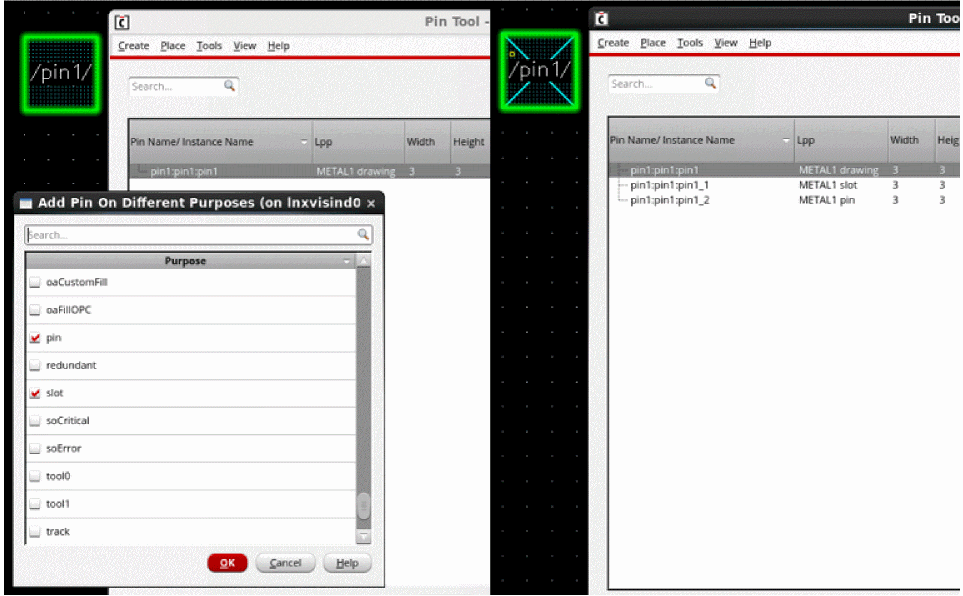 Pin Tool -
Create Place Tools View Help
/pin1/
Search...
Pin Name/ Instance Name Lpp Width Height
pin1:pin1:pin1 METAL1 drawing 3 3
Add Pin On Different Purposes (on lnxvisind0 ×
Search...
Purpose
oaCustomFill
oaFillOPC
pin
redundant
slot
soCritical
soError
tool0
tool1
track
OK Cancel Help
Pin Too
Create Place Tools View Help
/pin1/
Search...
Pin Name/ Instance Name Lpp Width Heig
pin1:pin1:pin1 METAL1 drawing 3 3
pin1:pin1:pin1_1 METAL1 slot 3 3
pin1:pin1:pin1_2 METAL1 pin 3 3